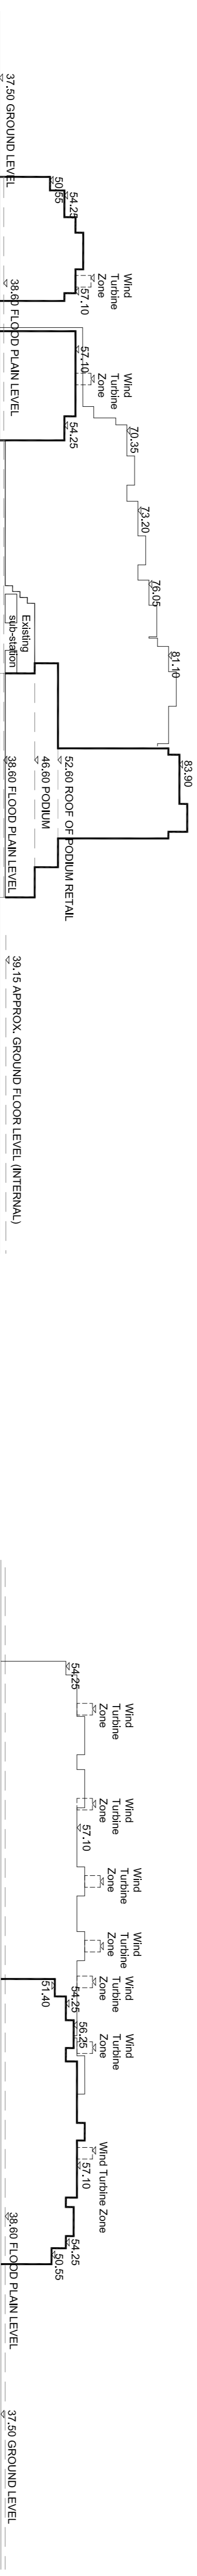 37.50 GROUND LEVEL
50.55
54.25
57.10
Wind
Turbine
Zone
38.60 FLOOD PLAIN LEVEL
57.10
Wind
Turbine
Zone
54.25
70.35
73.20
76.05
81.10
83.90
Existing
sub-station
52.60 ROOF OF PODIUM RETAIL
46.60 PODIUM
38.60 FLOOD PLAIN LEVEL
39.15 APPROX. GROUND FLOOR LEVEL (INTERNAL)
54.25
Wind
Turbine
Zone
Wind
Turbine
Zone
57.10
Wind
Turbine
Zone
Wind
Turbine
Zone
Wind
Turbine
Zone
51.40
54.25
56.25
Wind
Turbine
Zone
Wind Turbine Zone
57.10
54.25
50.55
38.60 FLOOD PLAIN LEVEL
37.50 GROUND LEVEL